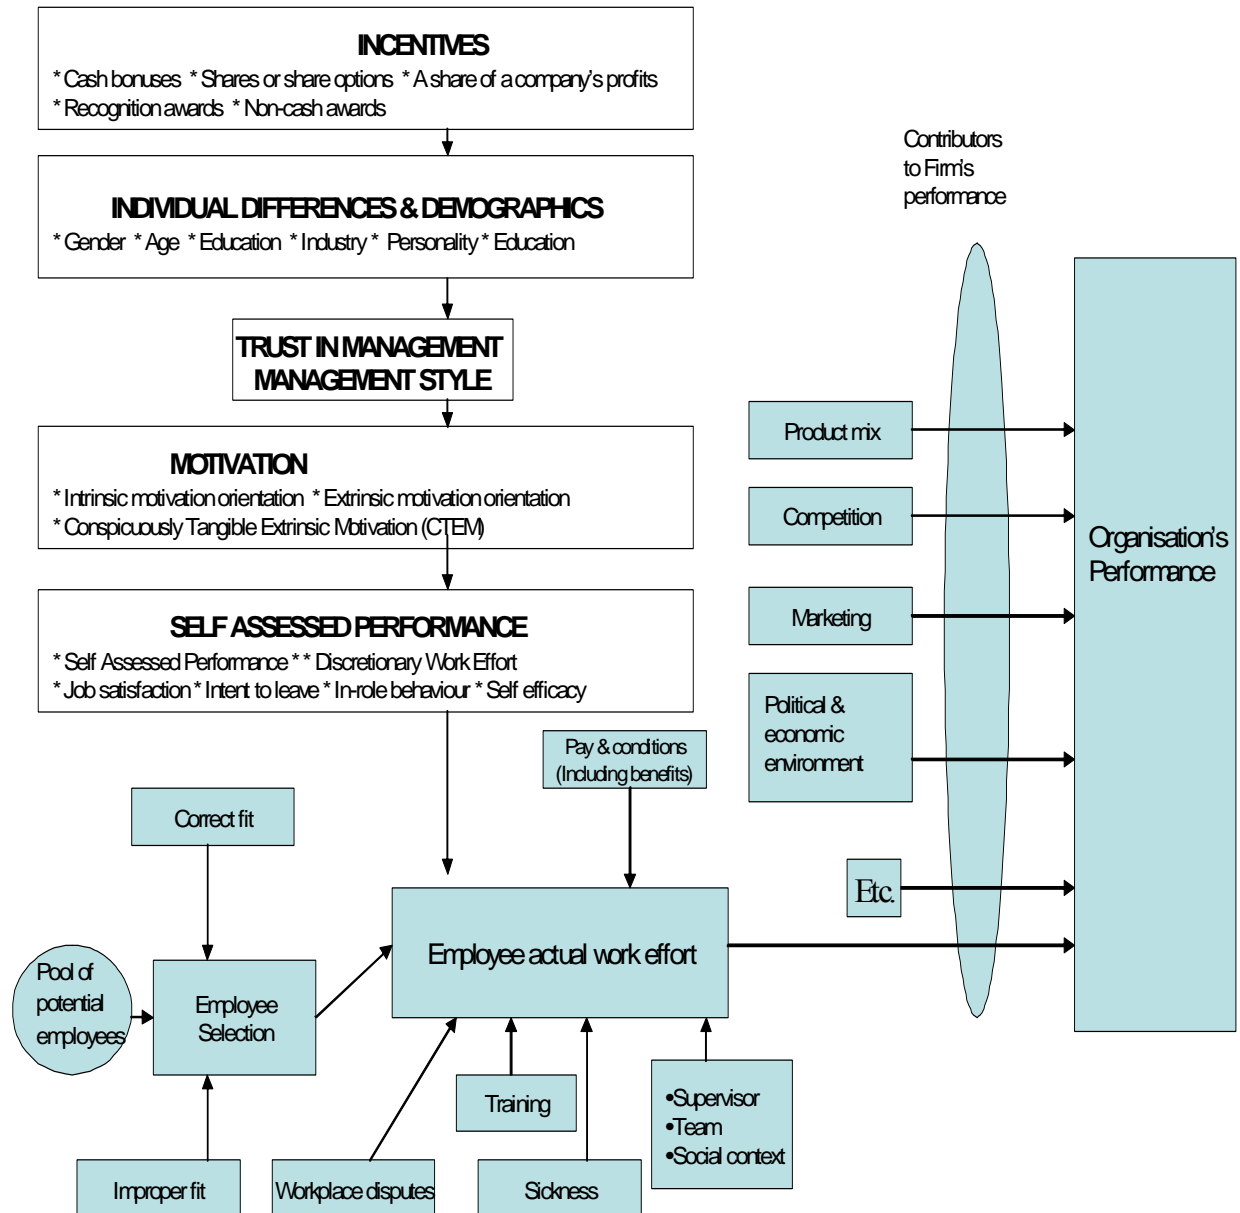 INCENTIVES
* Cash bonuses * Shares or share options * A share of a company's profits
* Recognition awards * Non-cash awards
INDIVIDUAL DIFFERENCES & DEMOGRAPHICS
* Gender * Age * Education * Industry * Personality * Education
TRUST IN MANAGEMENT
MANAGEMENT STYLE
MOTIVATION
* Intrinsic motivation orientation * Extrinsic motivation orientation
* Conspicuously Tangible Extrinsic Motivation (CTEM)
SELF ASSESSED PERFORMANCE
* Self Assessed Performance * * Discretionary Work Effort
* Job satisfaction * Intent to leave * In-role behaviour * Self efficacy
Contributors
to Firm's
performance
Product mix
Competition
Marketing
Political &
economic
environment
Etc.
Organisation's
Performance
Pay & conditions
(Including benefits)
Correct fit
Employee actual work effort
Pool of
potential
employees
Employee
Selection
Training
•Supervisor
•Team
•Social context
Improper fit
Workplace disputes
Sickness